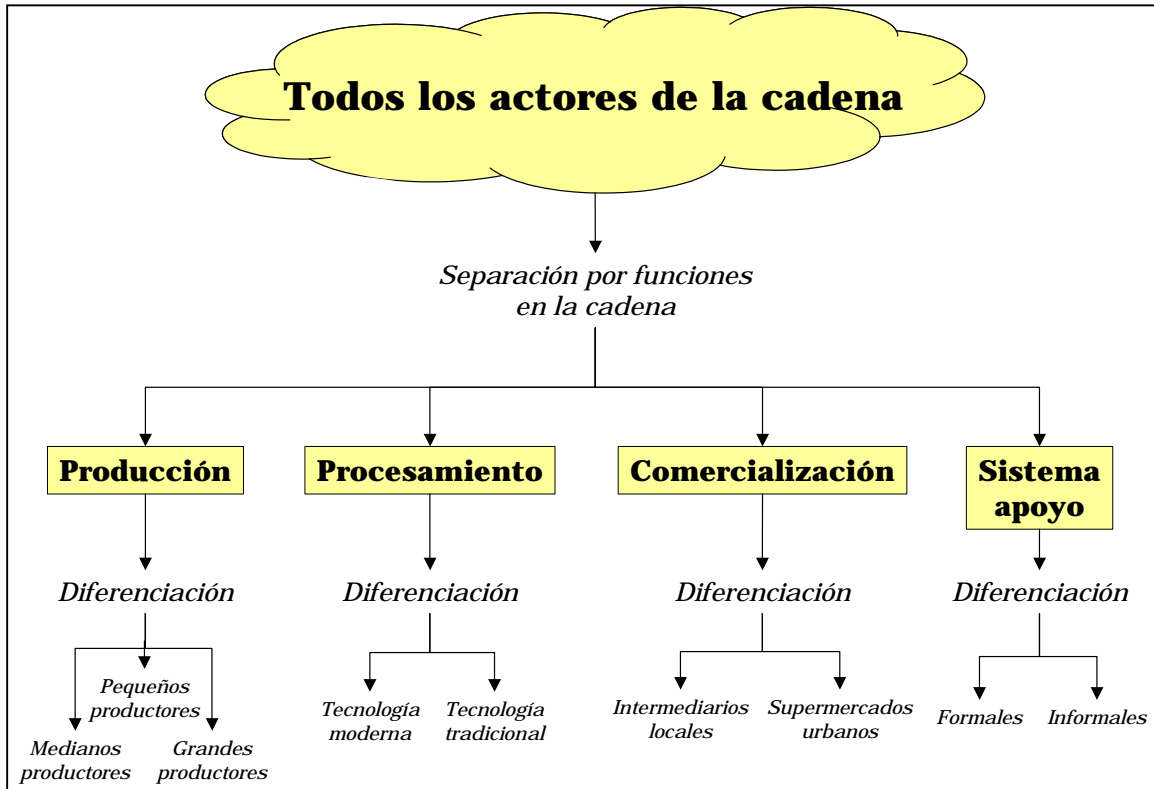 Todos los actores de la cadena
Separación por funciones
en la cadena
Producción
Procesamiento
Comercialización
Sistema
apoyo
Diferenciación
Diferenciación
Diferenciación
Diferenciación
Pequeños
productores
Medianos
productores
Grandes
productores
Tecnología
moderna
Tecnología
tradicional
Intermediarios
locales
Supermercados
urbanos
Formales
Informales